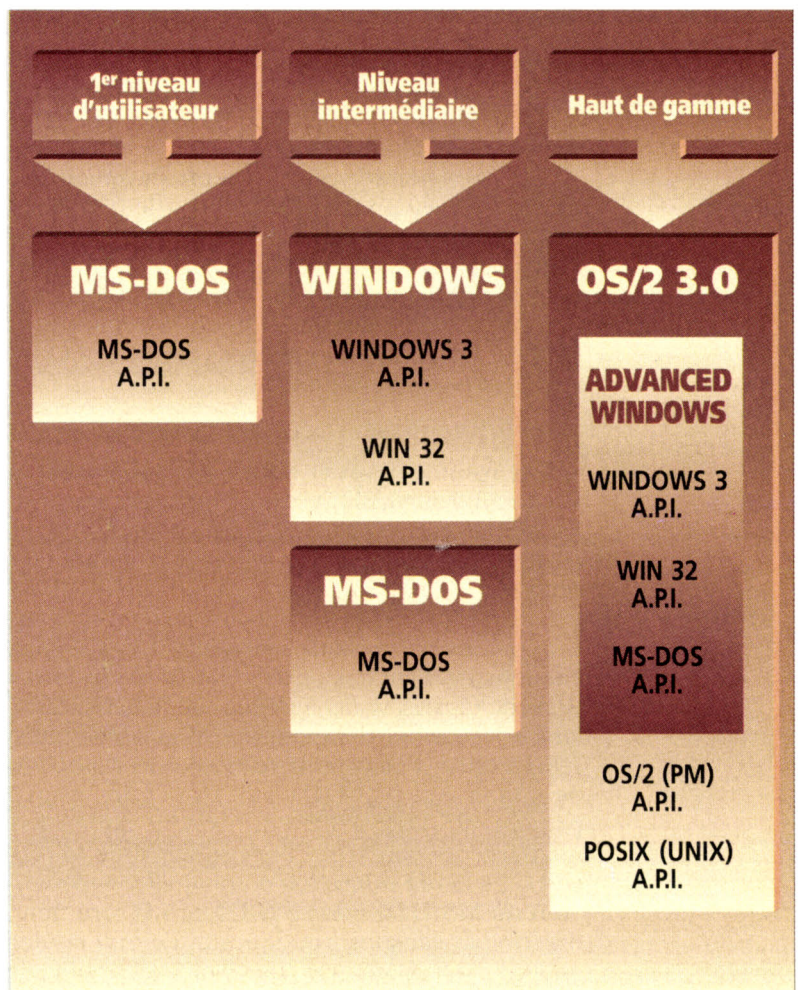 1er niveau
d'utilisateur
MS-DOS
MS-DOS
A.P.I.
Niveau
intermédiaire
WINDOWS
WINDOWS 3
A.P.I.
WIN 32
A.P.I.
MS-DOS
MS-DOS
A.P.I.
Haut de gamme
OS/2 3.0
ADVANCED
WINDOWS
WINDOWS 3
A.P.I.
WIN 32
A.P.I.
MS-DOS
A.P.I.
OS/2 (PM)
A.P.I.
POSIX (UNIX)
A.P.I.